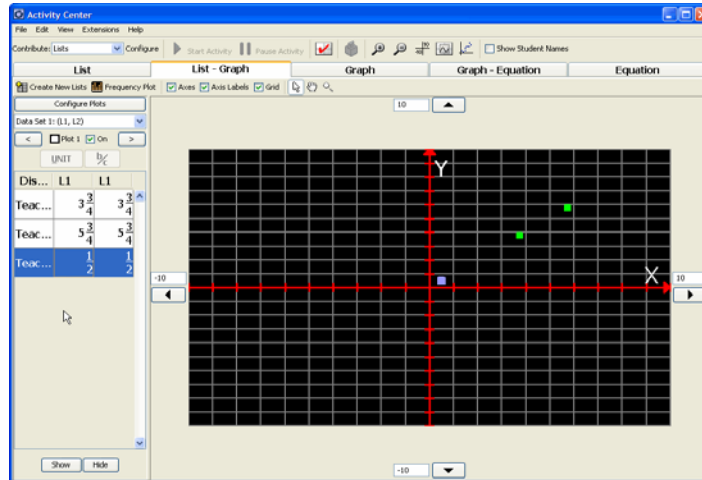 Activity Center
File Edit View Extensions Help
Contribute: Lists Configure Start Activity Pause Activity Show Student Names
List List - Graph Graph Graph - Equation Equation
Create New Lists Frequency Plot Axes Axis Labels Grid
Configure Plots
10
Data Set 1: (L1, L2)
< Plot 1 On >
UNIT b/c
Dis... L1 L1
Teac... 3 3/4 3 3/4
Teac... 5 3/4 5 3/4
Teac... 1/2 1/2
Y
X
-10 10
Show Hide
-10